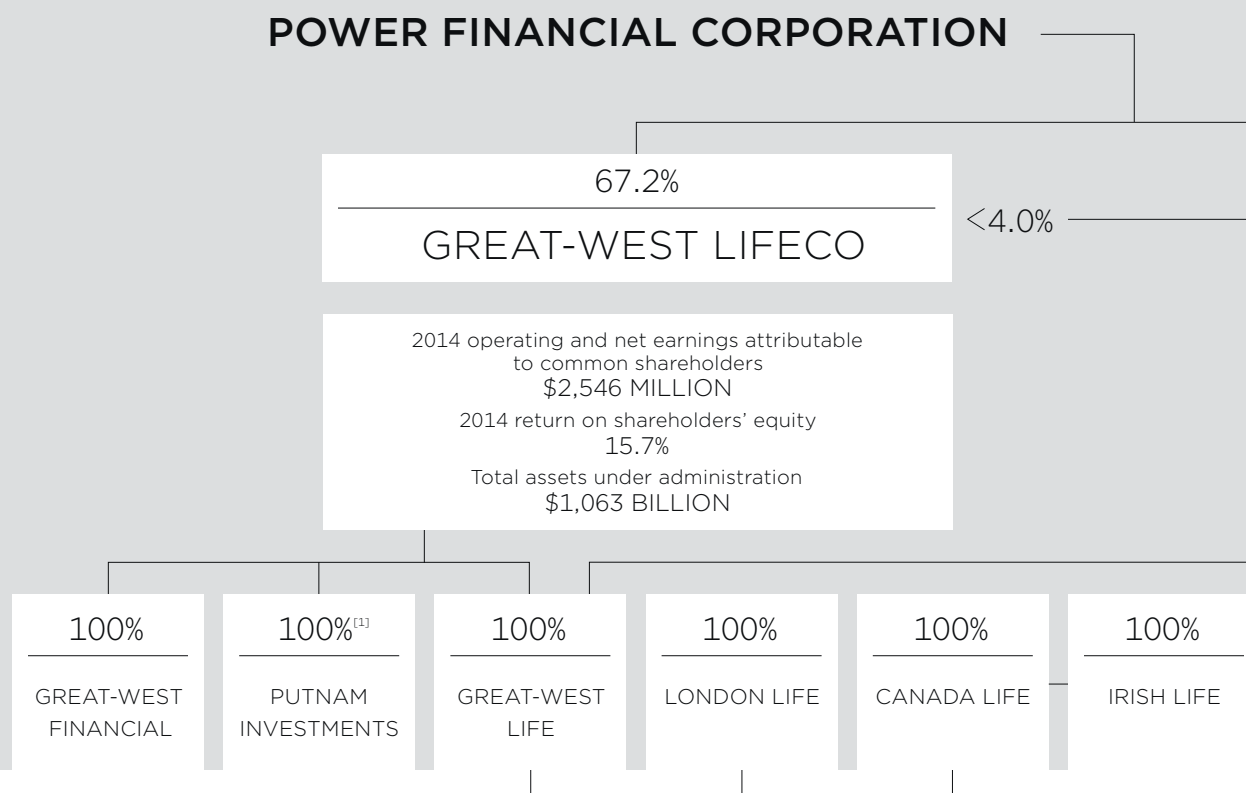 POWER FINANCIAL CORPORATION
67.2%
GREAT-WEST LIFECO
<4.0%
2014 operating and net earnings attributable
to common shareholders
$2,546 MILLION
2014 return on shareholders’ equity
15.7%
Total assets under administration
$1,063 BILLION
100%
GREAT-WEST
FINANCIAL
100%[1]
PUTNAM
INVESTMENTS
100%
GREAT-WEST
LIFE
100%
LONDON LIFE
100%
CANADA LIFE
100%
IRISH LIFE